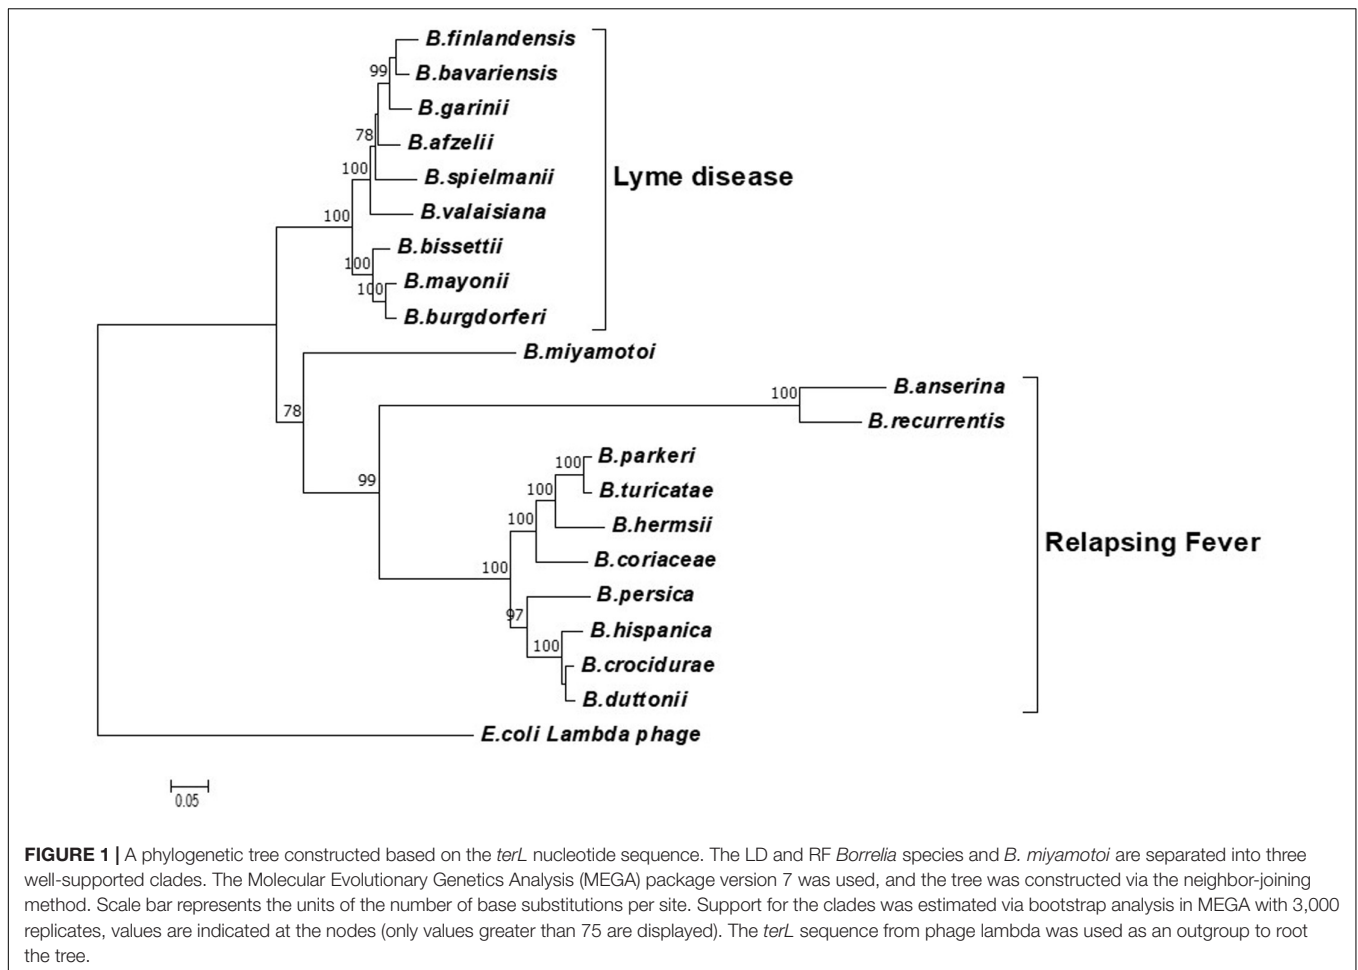 B.finlandensis
99
B.bavariensis
B.garinii
78
B.afzelii
100
B.spielmanii
Lyme disease
100
B.valaisiana
B.bissettii
100
B.mayonii
100
B.burgdorferi
B.miyamotoi
78
B.anserina
100
B.recurrentis
99
B.parkeri
100
B.turicatae
100
B.hermsii
100
B.coriaceae
Relapsing Fever
100
B.persica
97
B.hispanica
100
B.crocidurae
B.duttonii
E.coli Lambda phage
0.05
FIGURE 1 | A phylogenetic tree constructed based on the terL nucleotide sequence. The LD and RF Borrelia species and B. miyamotoi are separated into three
well-supported clades. The Molecular Evolutionary Genetics Analysis (MEGA) package version 7 was used, and the tree was constructed via the neighbor-joining
method. Scale bar represents the units of the number of base substitutions per site. Support for the clades was estimated via bootstrap analysis in MEGA with 3,000
replicates, values are indicated at the nodes (only values greater than 75 are displayed). The terL sequence from phage lambda was used as an outgroup to root
the tree.